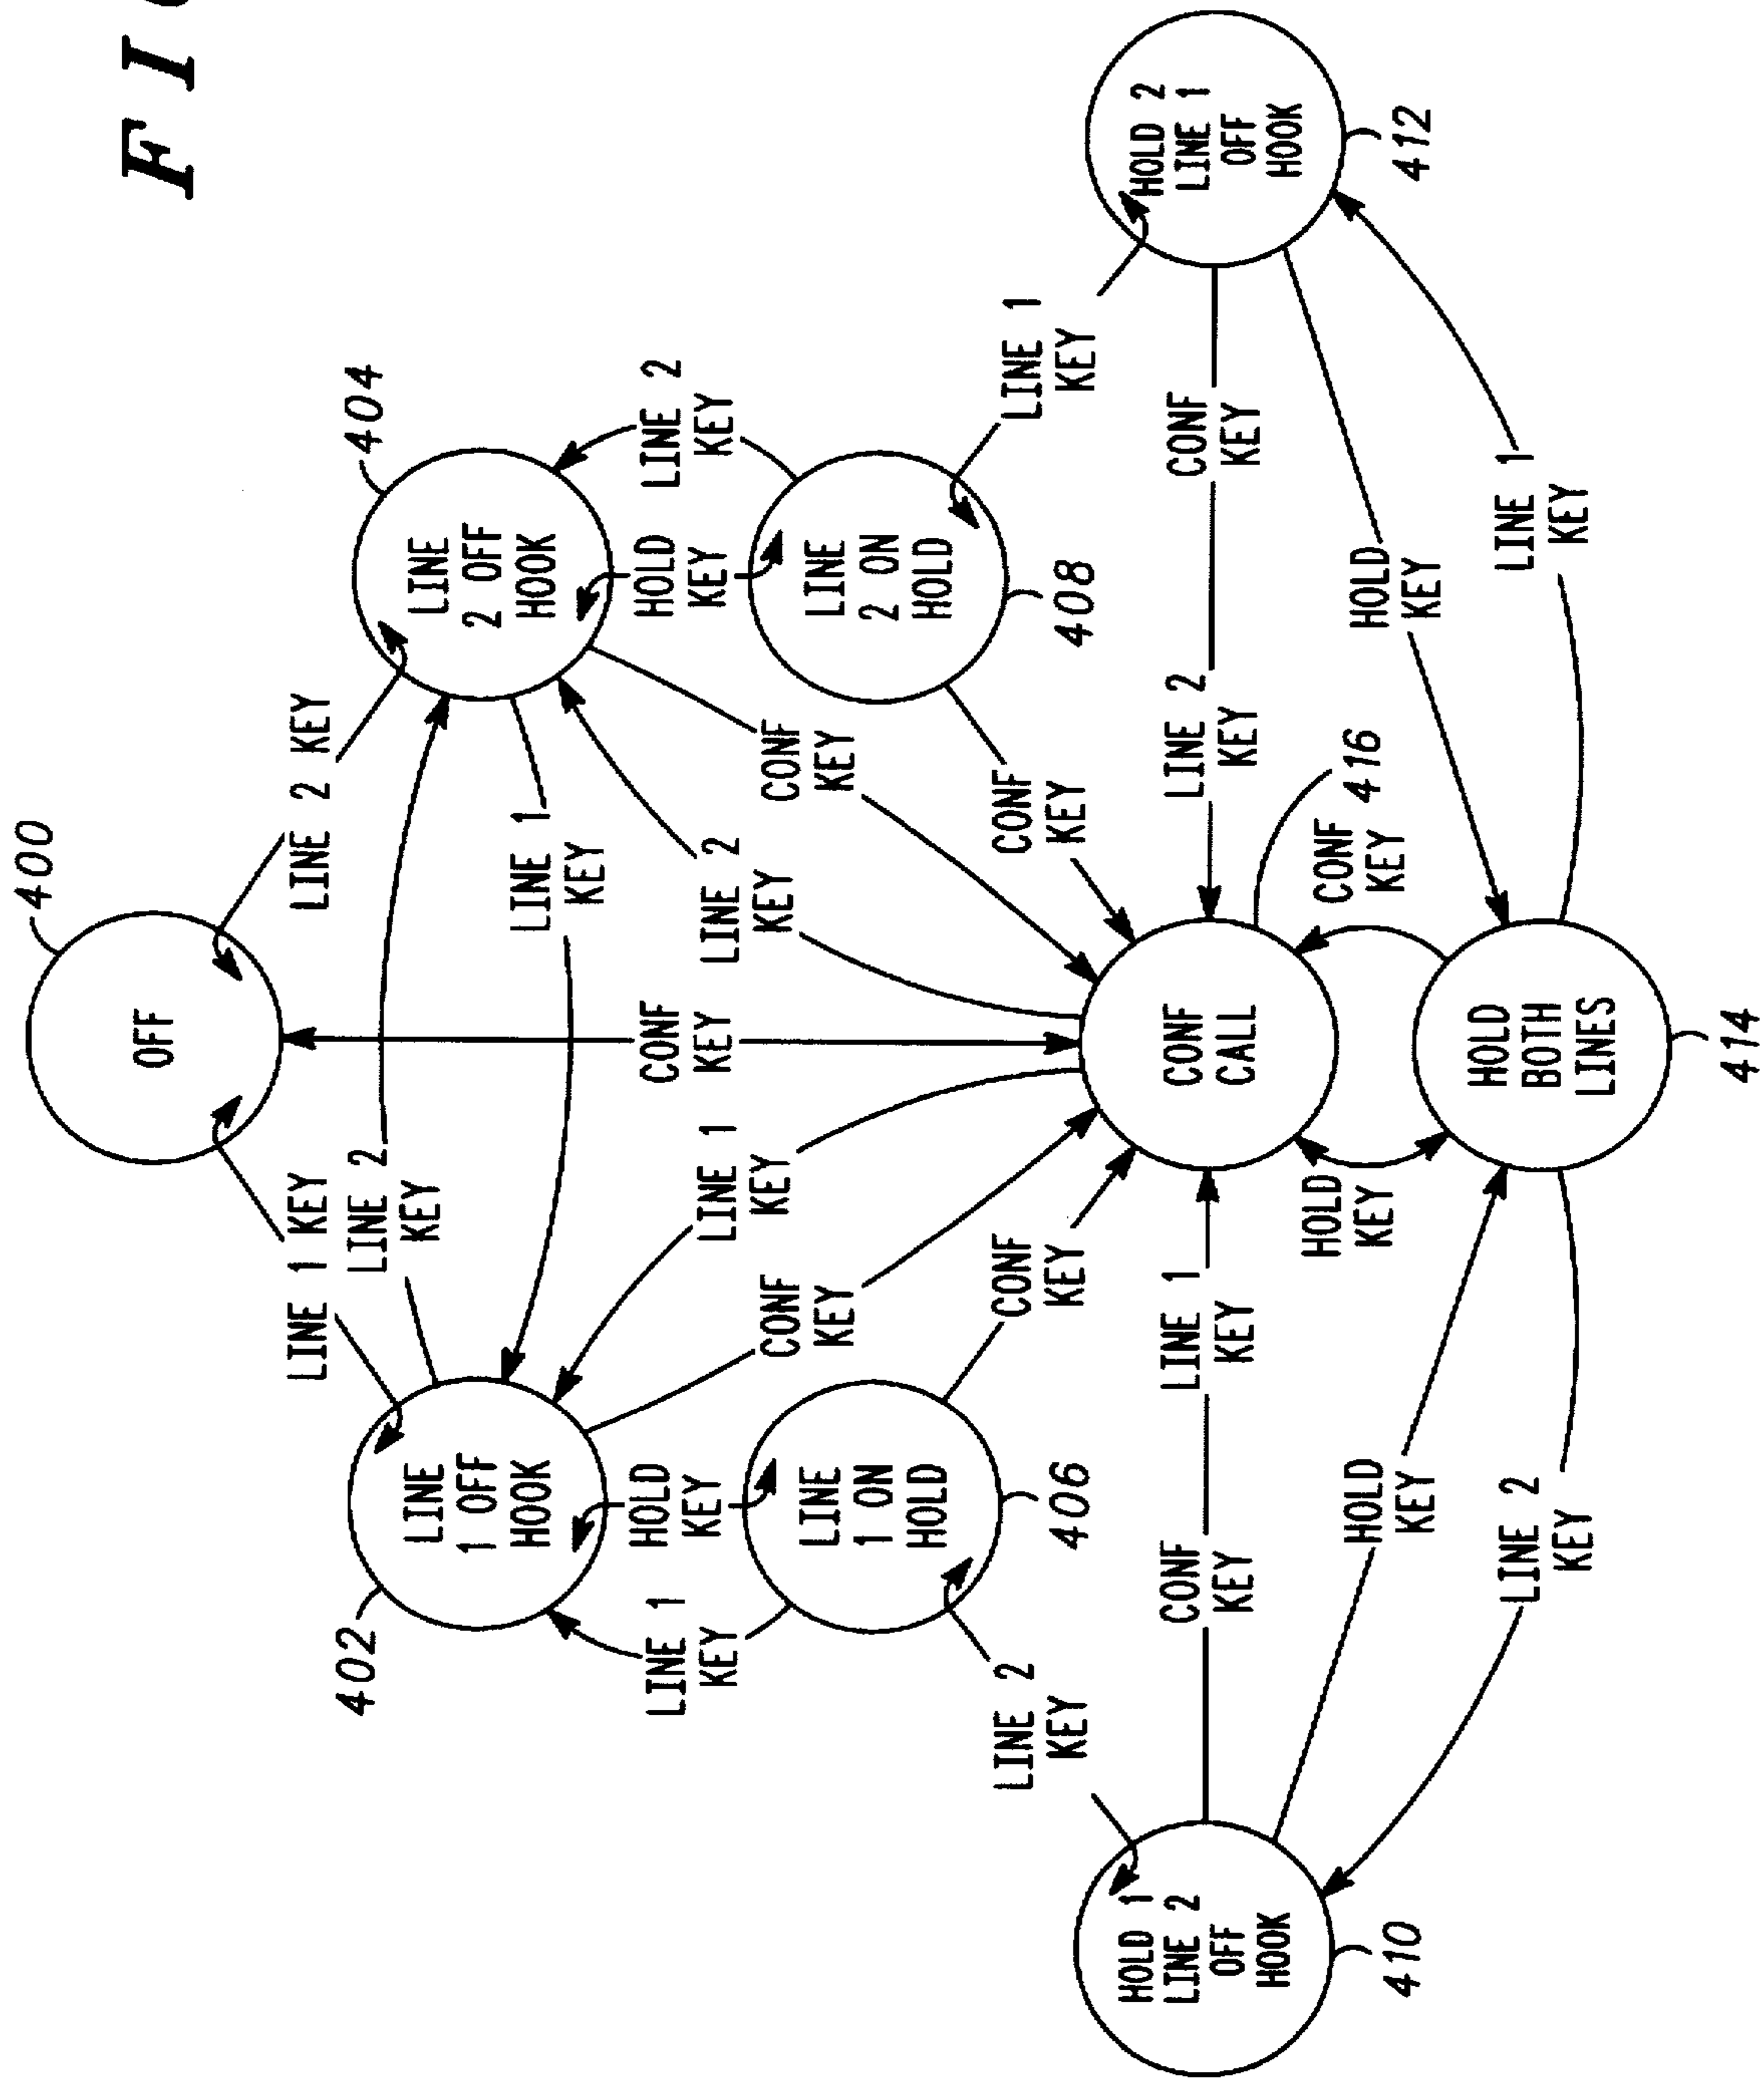 FIG
400
OFF
LINE 1 KEY
LINE 2 KEY
402
LINE
1 OFF
HOOK
404
LINE
2 OFF
HOOK
LINE 2
KEY
LINE 1
KEY
LINE 1
KEY
HOLD
KEY
CONF
KEY
LINE 1
KEY
CONF
KEY
LINE 2
KEY
CONF
KEY
HOLD
KEY
LINE 2
KEY
LINE
1 ON
HOLD
406
LINE
2 ON
HOLD
408
LINE 2
KEY
CONF
KEY
CONF
KEY
LINE 1
KEY
HOLD 1
LINE 2
OFF
HOOK
410
CONF
KEY
LINE 1
KEY
CONF
CALL
416
LINE 2
KEY
CONF
KEY
HOLD 2
LINE 1
OFF
HOOK
412
HOLD
KEY
HOLD
KEY
CONF
KEY
HOLD
KEY
LINE 2
KEY
HOLD
BOTH
LINES
414
LINE 1
KEY